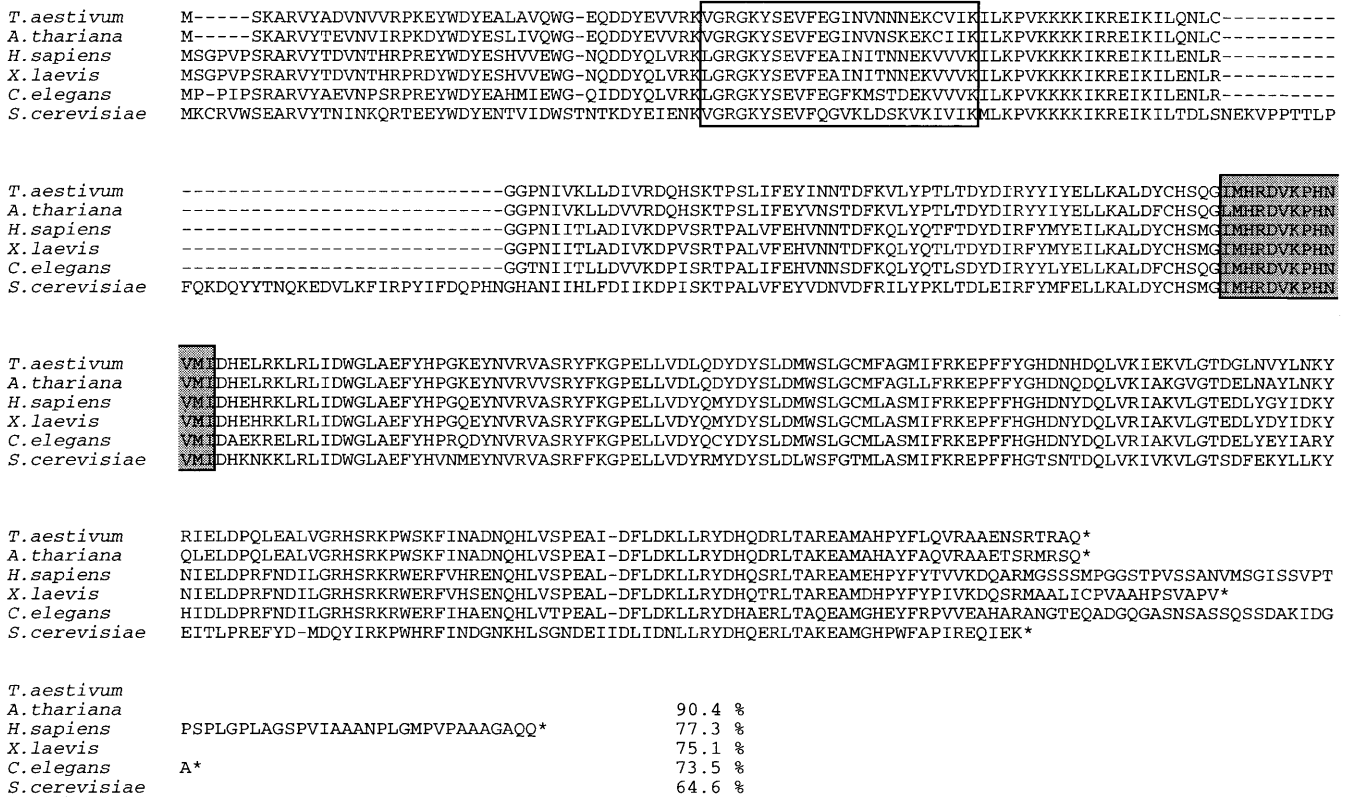 T.aestivum M-----SKARVYADVNVVRPKEYWDYEALAVQWG-EQDDYEVVRKVGRGKYSEVFEGINVNNNEKCVIKILKPVKKKKIKREIKILQNLC----------
A.thariana M-----SKARVYTEVNVIRPKDYWDYESLIVQWG-EQDDYEVVRKVGRGKYSEVFEGINVNSKEKCIIKILKPVKKKKIRREIKILQNLC----------
H.sapiens MSGPVPSRARVYTDVNTHRPREYWDYESHVVEWG-NQDDYQLVRKLGRGKYSEVFEAINITNNEKVVVKILKPVKKKKIKREIKILENLR----------
X.laevis MSGPVPSRARVYTDVNTHRPRDYWDYESHVVEWG-NQDDYQLVRKLGRGKYSEVFEAINITNNEKVVVKILKPVKKKKIKREIKILENLR----------
C.elegans MP-PIPSRARVYAEVNPSRPREYWDYEAHMIEWG-QIDDYQLVRKLGRGKYSEVFEGFKMSTDEKVVVKILKPVKKKKIKREIKILENLR----------
S.cerevisiae MKCRVWSEARVYTNINKQRTEEYWDYENTVIDWSTNTKDYEIENKVGRGKYSEVFQGVKLDSKVKIVIKMLKPVKKKKIKREIKILTDLSNEKVPPTTLP
T.aestivum ----------------------------GGPNIVKLLDIVRDQHSKTPSLIFEYINNTDFKVLYPTLTDYDIRYYIYELLKALDYCHSQGIMHRDVKPHN
A.thariana ----------------------------GGPNIVKLLDVVRDQHSKTPSLIFEYVNSTDFKVLYPTLTDYDIRYYIYELLKALDFCHSQGLMHRDVKPHN
H.sapiens ----------------------------GGPNIITLADIVKDPVSRTPALVFEHVNNTDFKQLYQTFTDYDIRFYMYEILKALDYCHSMGIMHRDVKPHN
X.laevis ----------------------------GGPNIITLADIVKDPVSRTPALVFEHVNNTDFKQLYQTLTDYDIRFYMYEILKALDYCHSMGIMHRDVKPHN
C.elegans ----------------------------GGTNIITLLDVVKDPISRTPALIFEHVNNSDFKQLYQTLSDYDIRYYLYELLKALDFCHSQGIMHRDVKPHN
S.cerevisiae FQKDQYYTNQKEDVLKFIRPYIFDQPHNGHANIIHLFDIIKDPISKTPALVFEYVDNVDFRILYPKLTDLEIRFYMFELLKALDYCHSMGIMHRDVKPHN
T.aestivum VMIDHELRKLRLIDWGLAEFYHPGKEYNVRVASRYFKGPELLVDLQDYDYSLDMWSLGCMFAGMIFRKEPFFYGHDNHDQLVKIEKVLGTDGLNVYLNKY
A.thariana VMIDHELRKLRLIDWGLAEFYHPGKEYNVRVVSRYFKGPELLVDLQDYDYSLDMWSLGCMFAGLLFRKEPFFYGHDNQDQLVKIAKGVGTDELNAYLNKY
H.sapiens VMIDHEHRKLRLIDWGLAEFYHPGQEYNVRVASRYFKGPELLVDYQMYDYSLDMWSLGCMLASMIFRKEPFFHGHDNYDQLVRIAKVLGTEDLYGYIDKY
X.laevis VMIDHEHRKLRLIDWGLAEFYHPGQEYNVRVASRYFKGPELLVDYQMYDYSLDMWSLGCMLASMIFRKEPFFHGHDNYDQLVRIAKVLGTEDLYDYIDKY
C.elegans VMIDAEKRELRLIDWGLAEFYHPRQDYNVRVASRYFKGPELLVDYQCYDYSLDMWSLGCMLASMIFRKEPFFHGHDNYDQLVRIAKVLGTDELYEYIARY
S.cerevisiae VMIDHKNKKLRLIDWGLAEFYHVNMEYNVRVASRFFKGPELLVDYRMYDYSLDLWSFGTMLASMIFKREPFFHGTSNTDQLVKIVKVLGTSDFEKYLLKY
T.aestivum RIELDPQLEALVGRHSRKPWSKFINADNQHLVSPEAI-DFLDKLLRYDHQDRLTAREAMAHPYFLQVRAAENSRTRAQ*
A.thariana QLELDPQLEALVGRHSRKPWSKFINADNQHLVSPEAI-DFLDKLLRYDHQDRLTAREAMAHAYFAQVRAAETSRMRSQ*
H.sapiens NIELDPRFNDILGRHSRKRWERFVHRENQHLVSPEAL-DFLDKLLRYDHQSRLTAREAMEHPYFYTVVKDQARMGSSSMPGGSTPVSSANVMSGISSVPT
X.laevis NIELDPRFNDILGRHSRKRWERFVHSENQHLVSPEAL-DFLDKLLRYDHQTRLTAREAMDHPYFYPIVKDQSRMAALICPVAAHPSVAPV*
C.elegans HIDLDPRFNDILGRHSRKRWERFIHAENQHLVTPEAL-DFLDKLLRYDHAERLTAQEAMGHEYFRPVVEAHARANGTEQADGQGASNSASSQSSDAKIDG
S.cerevisiae EITLPREFYD-MDQYIRKPWHRFINDGNKHLSGNDEIIDLIDNLLRYDHQERLTAKEAMGHPWFAPIREQIEK*
T.aestivum
A.thariana 90.4 %
H.sapiens PSPLGPLAGSPVIAAANPLGMPVPAAAGAQQ* 77.3 %
X.laevis 75.1 %
C.elegans A* 73.5 %
S.cerevisiae 64.6 %